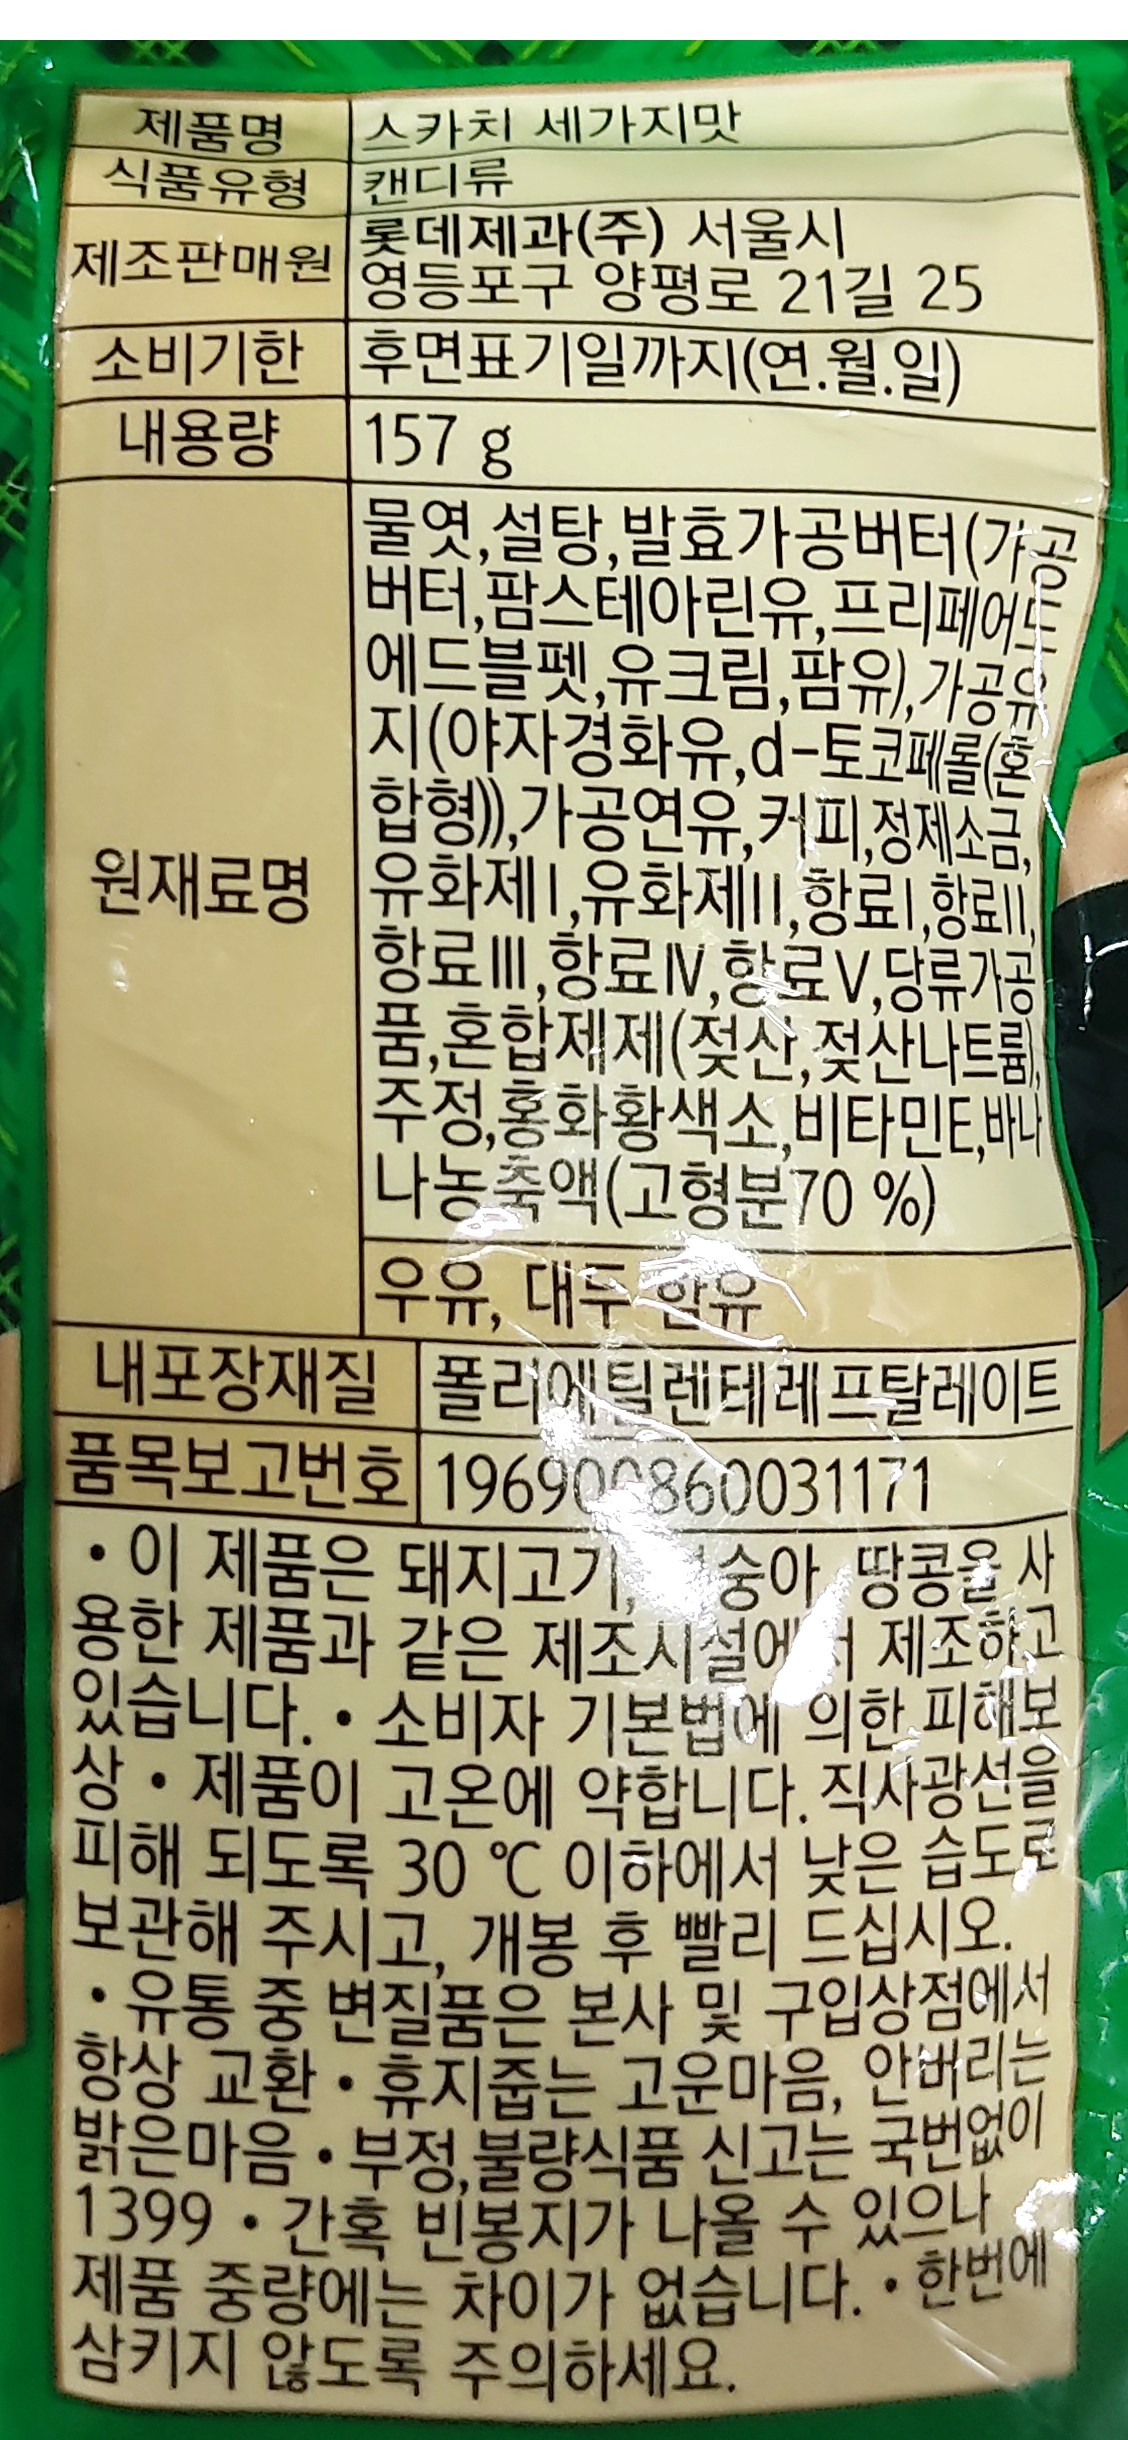 제품명 스카치 세가지맛
식품유형 캔디류
제조판매원 롯데제과(주) 서울시
영등포구 양평로 21길 25
소비기한 후면표기일까지(연.월.일)
내용량 157 g
원재료명
물엿,설탕,발효가공버터(가공
버터,팜스테아린유,프리페어드
에드블펫,유크림,팜유),가공유
지(야자경화유,d-토코페롤(혼
합형)),가공연유,커피,정제소금,
유화제I,유화제II,향료I,향료II,
향료III,향료IV,향료V,당류가공
품,혼합제제(젖산,젖산나트륨),
주정,홍화황색소,비타민E,바나
나농축액(고형분70 %)
우유, 대두 함유
내포장재질 폴리에틸렌테레프탈레이트
품목보고번호
• 이 제품은 돼지고기, 땅콩을 사
용한 제품과 같은 제조시설에서 제조하고
있습니다. • 소비자 기본법에 의한 피해보
상 • 제품이 고온에 약합니다. 직사광선을
피해 되도록 30 ℃ 이하에서 낮은 습도로
보관해 주시고, 개봉 후 빨리 드십시오.
• 유통 중 변질품은 본사 및 구입상점에서
항상 교환 • 휴지줍는 고운마음, 안버리는
밝은마음 • 부정,불량식품 신고는 국번없이
1399 • 간혹 빈봉지가 나올 수 있으나
제품 중량에는 차이가 없습니다. • 한번에
삼키지 않도록 주의하세요.